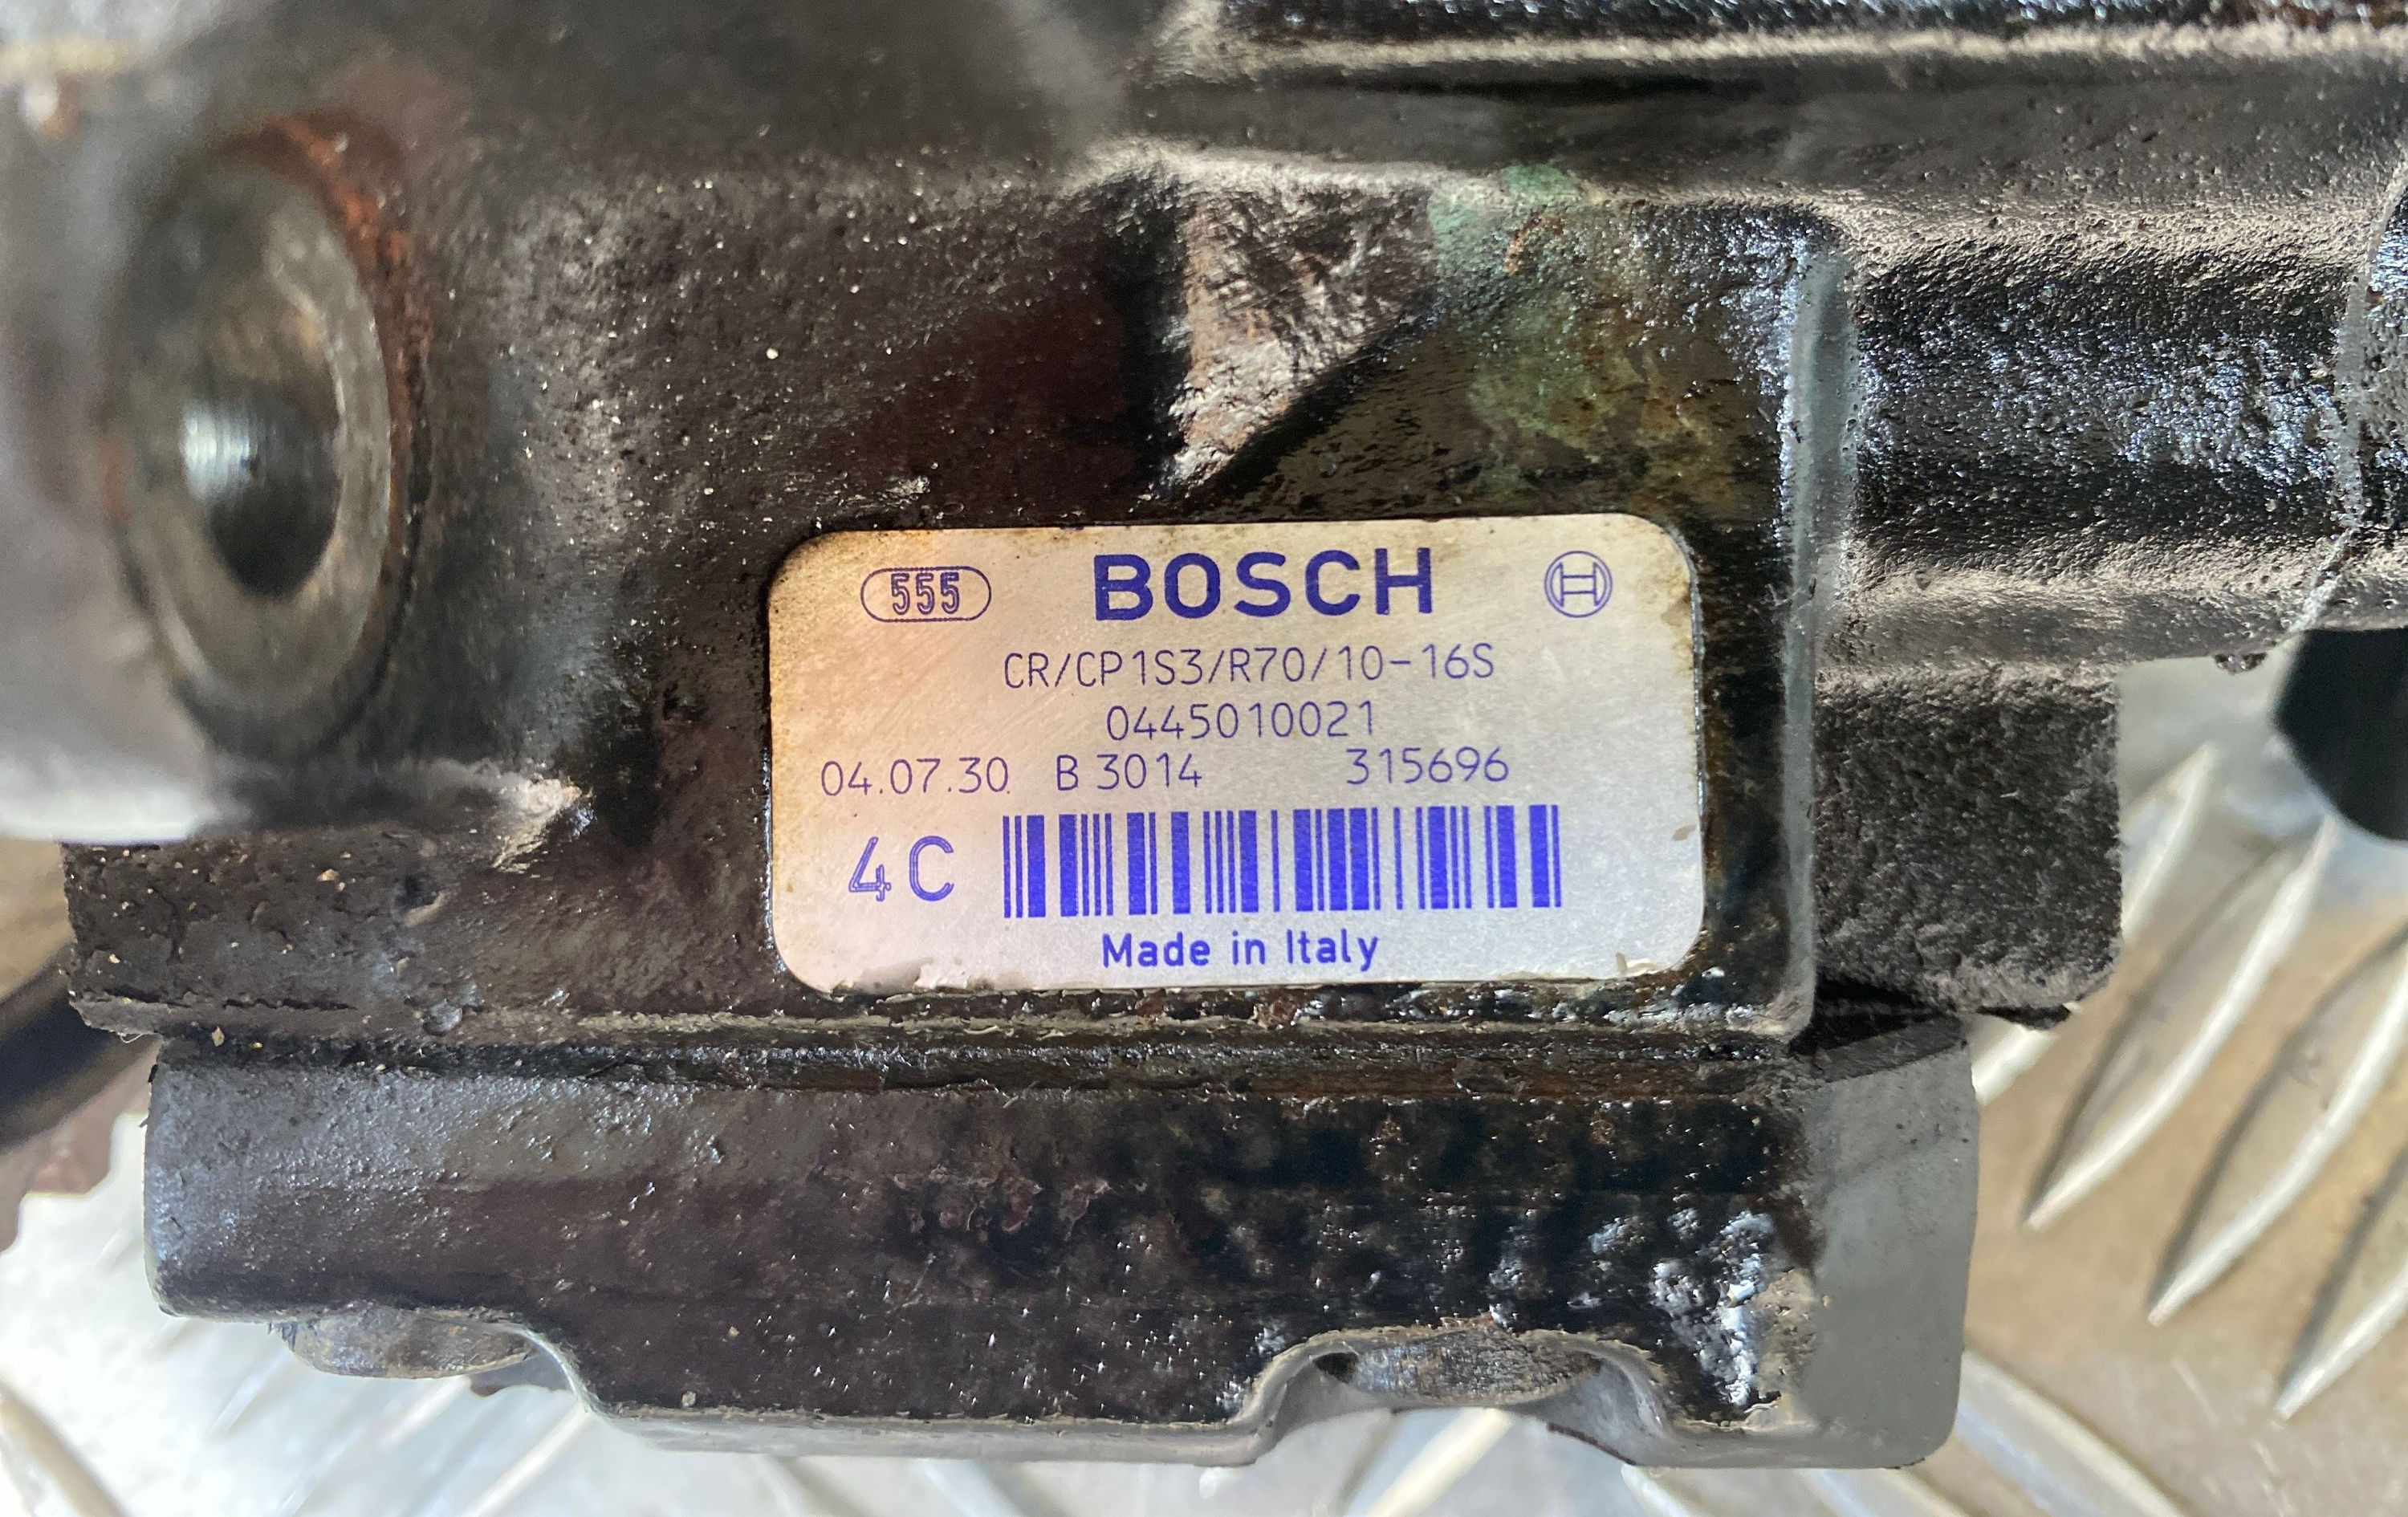 555 BOSCH
CR/CP1S3/R70/10-16S
0445010021
04.07.30 B 3014 315696
4C
Made in Italy